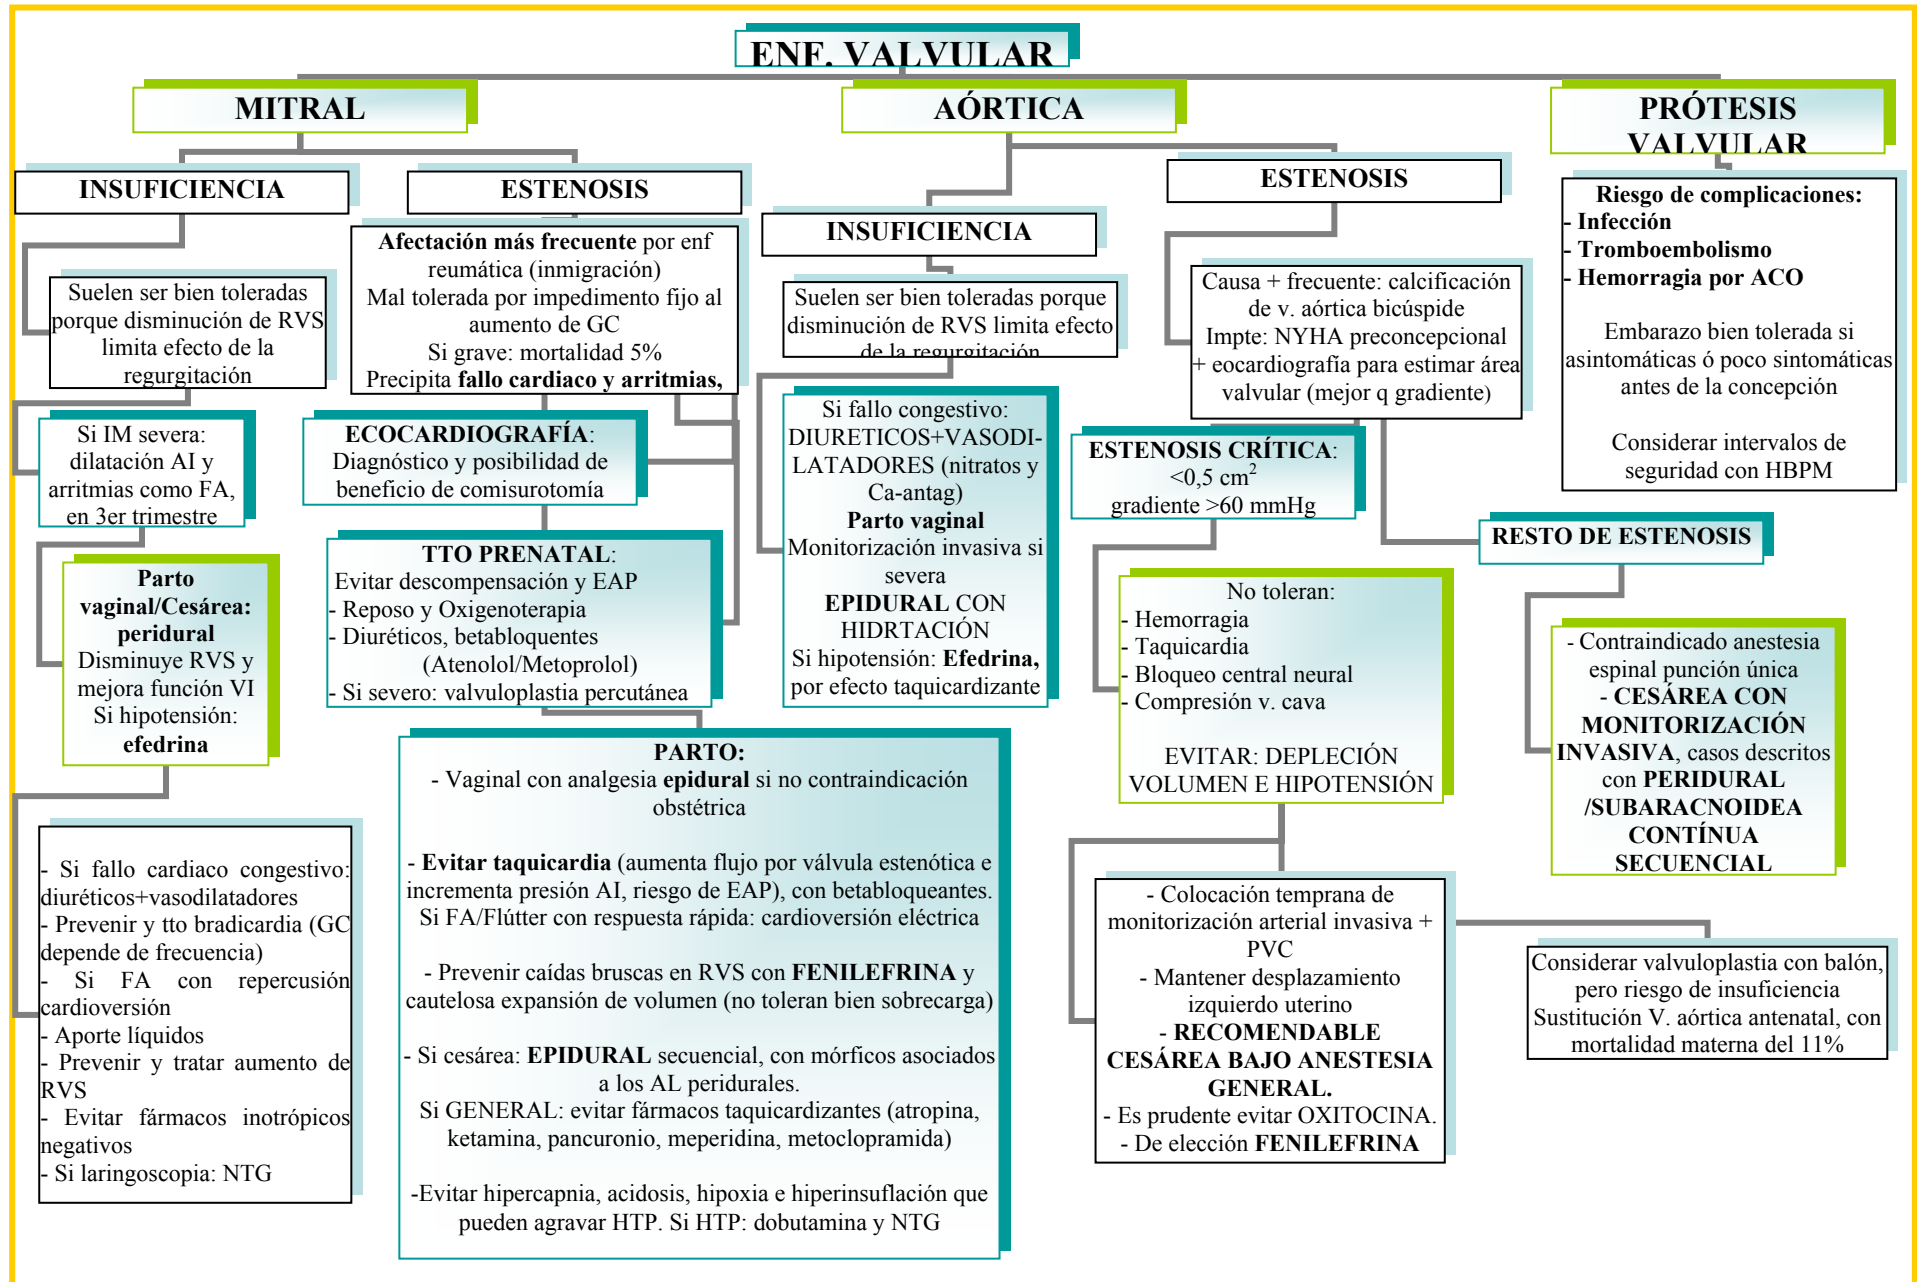 ENF. VALVULAR
MITRAL
INSUFICIENCIA
Suelen ser bien toleradas
porque disminución de RVS
limita efecto de la
regurgitación
Si IM severa:
dilatación AI y
arritmias como FA,
en 3er trimestre
Parto
vaginal/Cesárea:
peridural
Disminuye RVS y
mejora función VI
Si hipotensión:
efedrina
- Si fallo cardiaco congestivo:
diuréticos+vasodilatadores
- Prevenir y tto bradicardia (GC
depende de frecuencia)
- Si FA con repercusión
cardioversión
- Aporte líquidos
- Prevenir y tratar aumento de
RVS
- Evitar fármacos inotrópicos
negativos
- Si laringoscopia: NTG
ESTENOSIS
Afectación más frecuente por enf
reumática (inmigración)
Mal tolerada por impedimento fijo al
aumento de GC
Si grave: mortalidad 5%
Precipita fallo cardiaco y arritmias,
ECOCARDIOGRAFÍA:
Diagnóstico y posibilidad de
beneficio de comisurotomía
TTO PRENATAL:
Evitar descompensación y EAP
- Reposo y Oxigenoterapia
- Diuréticos, betabloquentes
(Atenolol/Metoprolol)
- Si severo: valvuloplastia percutánea
PARTO:
- Vaginal con analgesia epidural si no contraindicación
obstétrica
- Evitar taquicardia (aumenta flujo por válvula estenótica e
incrementa presión AI, riesgo de EAP), con betabloqueantes.
Si FA/Flútter con respuesta rápida: cardioversión eléctrica
- Prevenir caídas bruscas en RVS con FENILEFRINA y
cautelosa expansión de volumen (no toleran bien sobrecarga)
- Si cesárea: EPIDURAL secuencial, con mórficos asociados
a los AL peridurales.
Si GENERAL: evitar fármacos taquicardizantes (atropina,
ketamina, pancuronio, meperidina, metoclopramida)
-Evitar hipercapnia, acidosis, hipoxia e hiperinsuflación que
pueden agravar HTP. Si HTP: dobutamina y NTG
AÓRTICA
INSUFICIENCIA
Suelen ser bien toleradas porque
disminución de RVS limita efecto
de la regurgitación
Si fallo congestivo:
DIURETICOS+VASODI-
LATADORES (nitratos y
Ca-antag)
Parto vaginal
Monitorización invasiva si
severa
EPIDURAL CON
HIDRTACIÓN
Si hipotensión: Efedrina,
por efecto taquicardizante
ESTENOSIS
Causa + frecuente: calcificación
de v. aórtica bicúspide
Impte: NYHA preconcepcional
+ eocardiografía para estimar área
valvular (mejor q gradiente)
ESTENOSIS CRÍTICA:
<0,5 cm²
gradiente >60 mmHg
No toleran:
- Hemorragia
- Taquicardia
- Bloqueo central neural
- Compresión v. cava
EVITAR: DEPLECIÓN
VOLUMEN E HIPOTENSIÓN
- Colocación temprana de
monitorización arterial invasiva +
PVC
- Mantener desplazamiento
izquierdo uterino
- RECOMENDABLE
CESÁREA BAJO ANESTESIA
GENERAL.
- Es prudente evitar OXITOCINA.
- De elección FENILEFRINA
Considerar valvuloplastia con balón,
pero riesgo de insuficiencia
Sustitución V. aórtica antenatal, con
mortalidad materna del 11%
RESTO DE ESTENOSIS
- Contraindicado anestesia
espinal punción única
- CESÁREA CON
MONITORIZACIÓN
INVASIVA, casos descritos
con PERIDURAL
/SUBARACNOIDEA
CONTÍNUA
SECUENCIAL
PRÓTESIS
VALVULAR
Riesgo de complicaciones:
- Infección
- Tromboembolismo
- Hemorragia por ACO
Embarazo bien tolerada si
asintomáticas ó poco sintomáticas
antes de la concepción
Considerar intervalos de
seguridad con HBPM